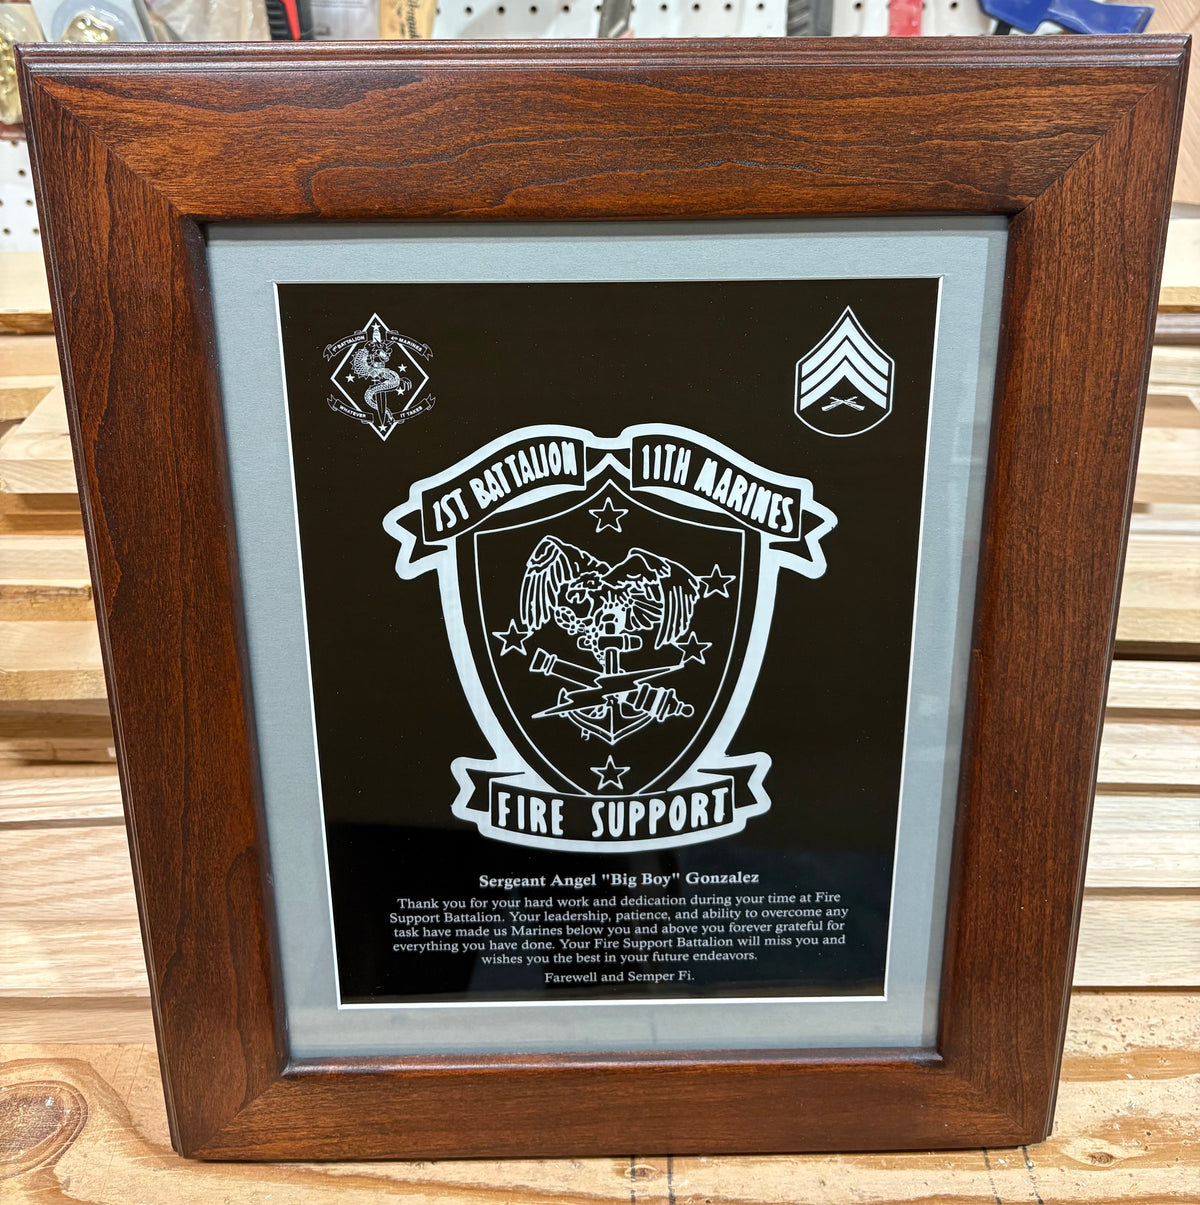 1ST BATTALION 4TH MARINES
WHATEVER IT TAKES
1ST BATTALION 11TH MARINES
FIRE SUPPORT
Sergeant Angel "Big Boy" Gonzalez
Thank you for your hard work and dedication during your time at Fire
Support Battalion. Your leadership, patience, and ability to overcome any
task have made us Marines below you and above you forever grateful for
everything you have done. Your Fire Support Battalion will miss you and
wishes you the best in your future endeavors.
Farewell and Semper Fi.